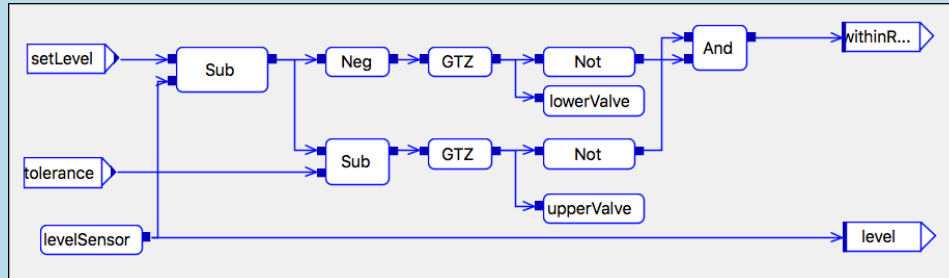 setLevel
Sub
Neg
GTZ
Not
And
withinR...
lowerValve
tolerance
Sub
GTZ
Not
upperValve
levelSensor
level